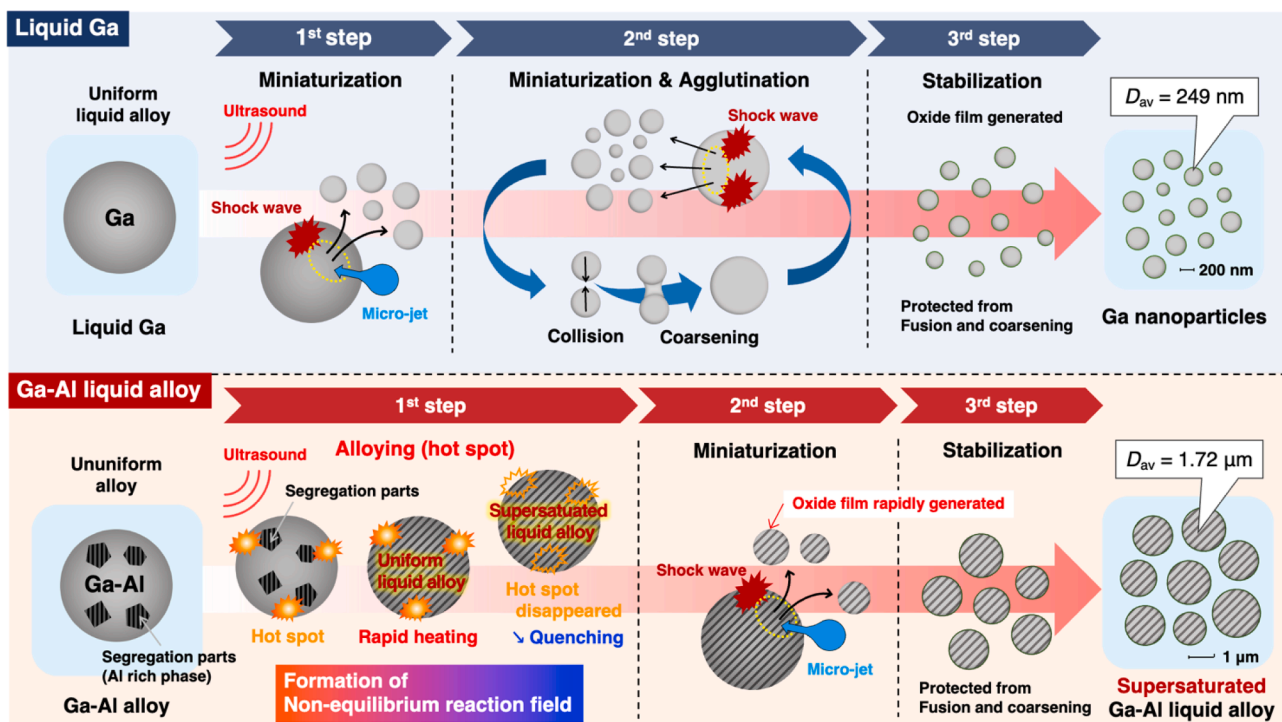 Liquid Ga
1st step
2nd step
3rd step
Miniaturization
Miniaturization & Agglutination
Stabilization
Uniform
liquid alloy
Ultrasound
Shock wave
Oxide film generated
Dav = 249 nm
Ga
Shock wave
200 nm
Micro-jet
Collision
Coarsening
Protected from
Fusion and coarsening
Liquid Ga
Ga nanoparticles
Ga-Al liquid alloy
1st step
2nd step
3rd step
Alloying (hot spot)
Miniaturization
Stabilization
Ununiform
alloy
Ultrasound
Segregation parts
Dav = 1.72 µm
Oxide film rapidly generated
Supersaturated
liquid alloy
Ga-Al
Uniform
liquid alloy
Shock wave
Hot spot
disappeared
Hot spot
Rapid heating
↘ Quenching
Micro-jet
Segregation parts
(Al rich phase)
1 µm
Formation of
Non-equilibrium reaction field
Protected from
Fusion and coarsening
Ga-Al alloy
Supersaturated
Ga-Al liquid alloy